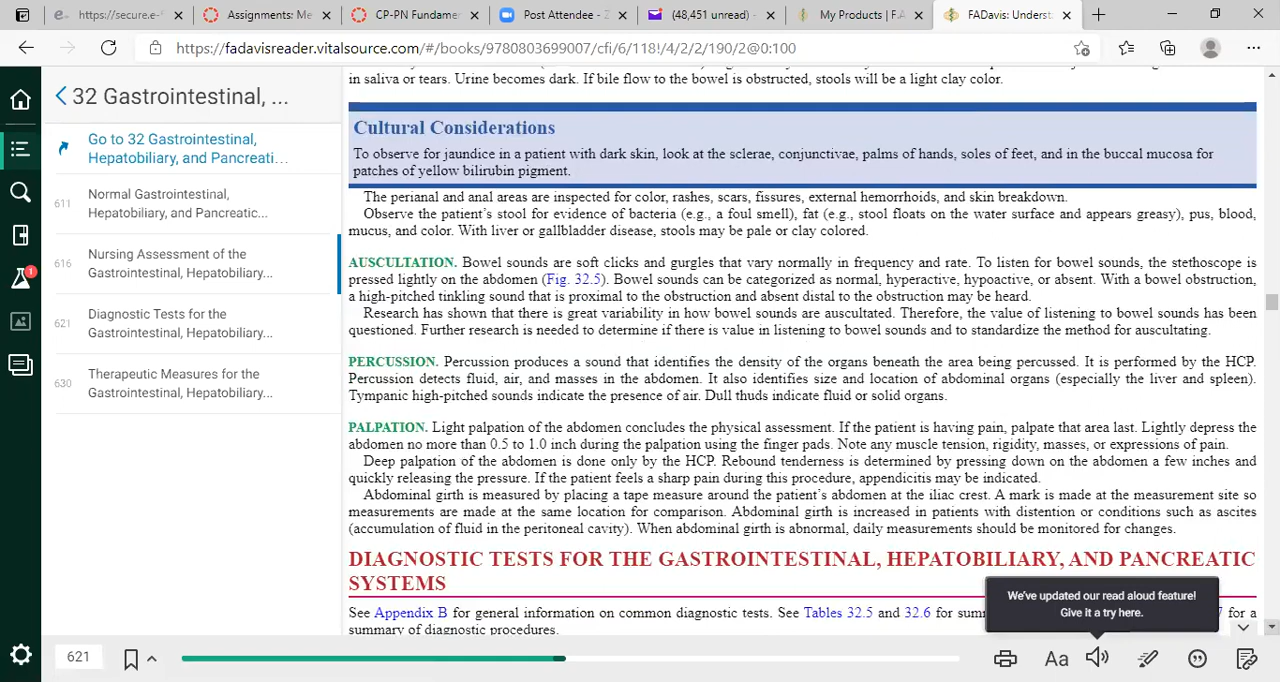 https://secure.e-
Assignments: Me
CP-PN Fundame
Post Attendee - Z
(48,451 unread) -
My Products | F.A
FADavis: Underst
https://fadavisreader.vitalsource.com/#/books/9780803699007/cfi/6/118!/4/2/2/190/2@0:100
32 Gastrointestinal, ...
Go to 32 Gastrointestinal,
Hepatobiliary, and Pancreati...
611
Normal Gastrointestinal,
Hepatobiliary, and Pancreatic...
616
Nursing Assessment of the
Gastrointestinal, Hepatobiliary...
621
Diagnostic Tests for the
Gastrointestinal, Hepatobiliary...
630
Therapeutic Measures for the
Gastrointestinal, Hepatobiliary...
1
in saliva or tears. Urine becomes dark. If bile flow to the bowel is obstructed, stools will be a light clay color.
Cultural Considerations
To observe for jaundice in a patient with dark skin, look at the sclerae, conjunctivae, palms of hands, soles of feet, and in the buccal mucosa for
patches of yellow bilirubin pigment.
The perianal and anal areas are inspected for color, rashes, scars, fissures, external hemorrhoids, and skin breakdown.
Observe the patient's stool for evidence of bacteria (e.g., a foul smell), fat (e.g., stool floats on the water surface and appears greasy), pus, blood,
mucus, and color. With liver or gallbladder disease, stools may be pale or clay colored.
AUSCULTATION. Bowel sounds are soft clicks and gurgles that vary normally in frequency and rate. To listen for bowel sounds, the stethoscope is
pressed lightly on the abdomen (Fig. 32.5). Bowel sounds can be categorized as normal, hyperactive, hypoactive, or absent. With a bowel obstruction,
a high-pitched tinkling sound that is proximal to the obstruction and absent distal to the obstruction may be heard.
Research has shown that there is great variability in how bowel sounds are auscultated. Therefore, the value of listening to bowel sounds has been
questioned. Further research is needed to determine if there is value in listening to bowel sounds and to standardize the method for auscultating.
PERCUSSION. Percussion produces a sound that identifies the density of the organs beneath the area being percussed. It is performed by the HCP.
Percussion detects fluid, air, and masses in the abdomen. It also identifies size and location of abdominal organs (especially the liver and spleen).
Tympanic high-pitched sounds indicate the presence of air. Dull thuds indicate fluid or solid organs.
PALPATION. Light palpation of the abdomen concludes the physical assessment. If the patient is having pain, palpate that area last. Lightly depress the
abdomen no more than 0.5 to 1.0 inch during the palpation using the finger pads. Note any muscle tension, rigidity, masses, or expressions of pain.
Deep palpation of the abdomen is done only by the HCP. Rebound tenderness is determined by pressing down on the abdomen a few inches and
quickly releasing the pressure. If the patient feels a sharp pain during this procedure, appendicitis may be indicated.
Abdominal girth is measured by placing a tape measure around the patient's abdomen at the iliac crest. A mark is made at the measurement site so
measurements are made at the same location for comparison. Abdominal girth is increased in patients with distention or conditions such as ascites
(accumulation of fluid in the peritoneal cavity). When abdominal girth is abnormal, daily measurements should be monitored for changes.
DIAGNOSTIC TESTS FOR THE GASTROINTESTINAL, HEPATOBILIARY, AND PANCREATIC
SYSTEMS
See Appendix B for general information on common diagnostic tests. See Tables 32.5 and 32.6 for sum
7 for a
summary of diagnostic procedures.
We've updated our read aloud feature!
Give it a try here.
621
Aa